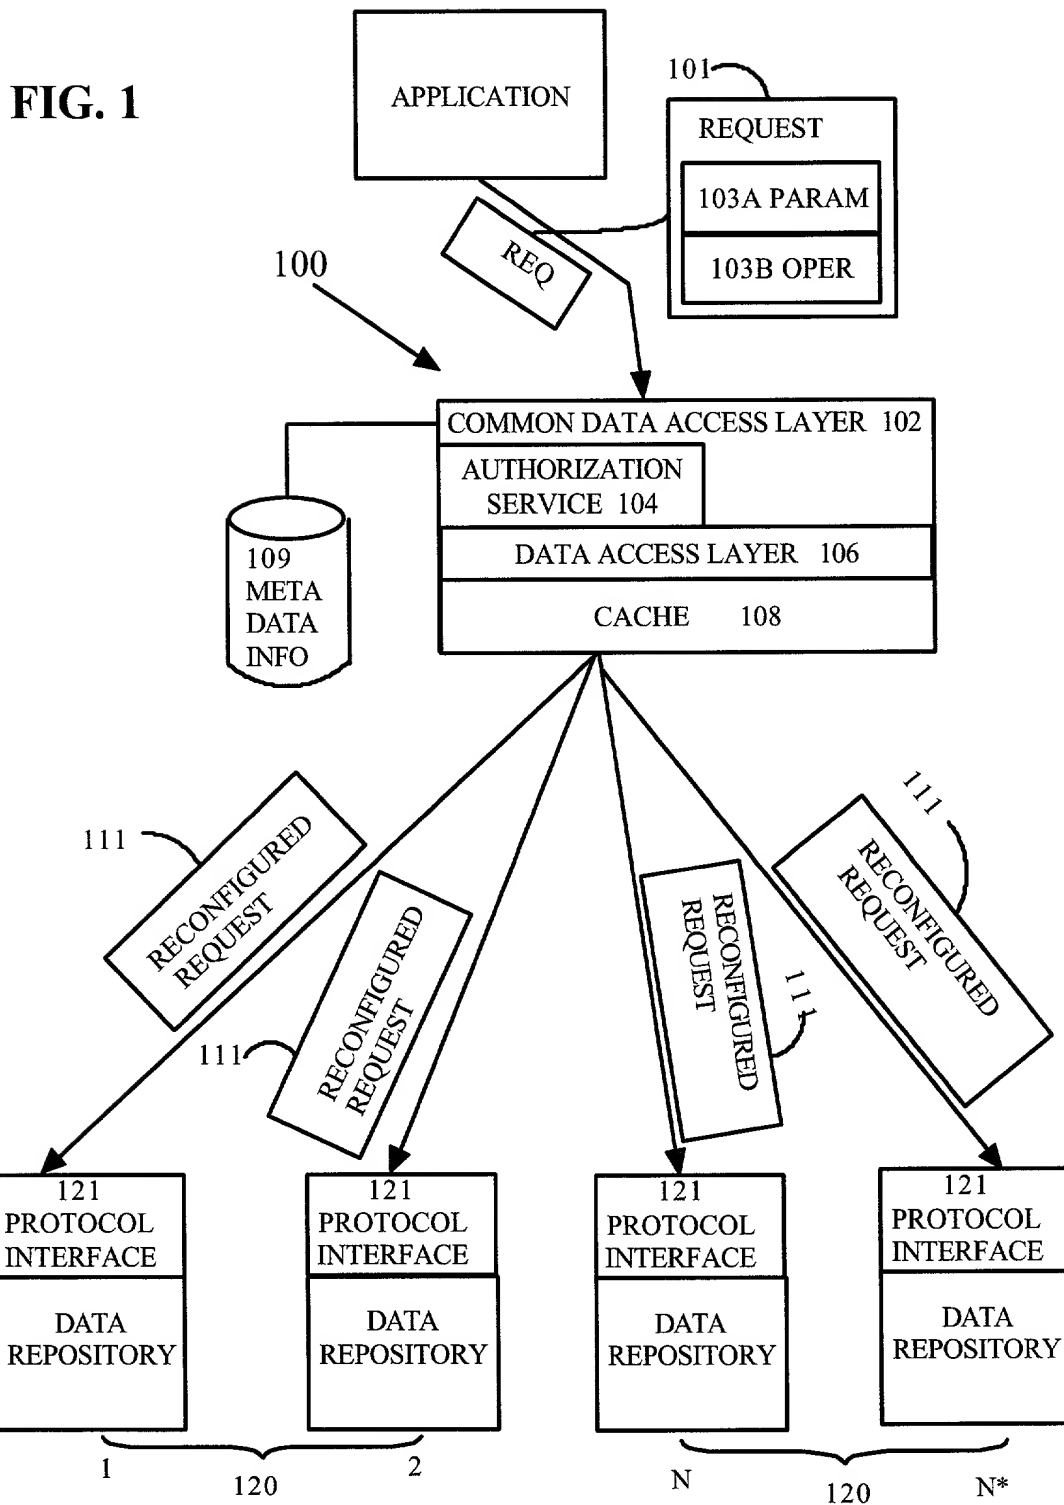 FIG. 1
APPLICATION
101
REQUEST
103A PARAM
103B OPER
REQ
100
COMMON DATA ACCESS LAYER 102
AUTHORIZATION
SERVICE 104
DATA ACCESS LAYER 106
CACHE 108
109
META
DATA
INFO
111
RECONFIGURED
REQUEST
111
RECONFIGURED
REQUEST
RECONFIGURED
REQUEST
111
RECONFIGURED
REQUEST
111
121
PROTOCOL
INTERFACE
DATA
REPOSITORY
121
PROTOCOL
INTERFACE
DATA
REPOSITORY
121
PROTOCOL
INTERFACE
DATA
REPOSITORY
121
PROTOCOL
INTERFACE
DATA
REPOSITORY
1
120
2
N
120
N*